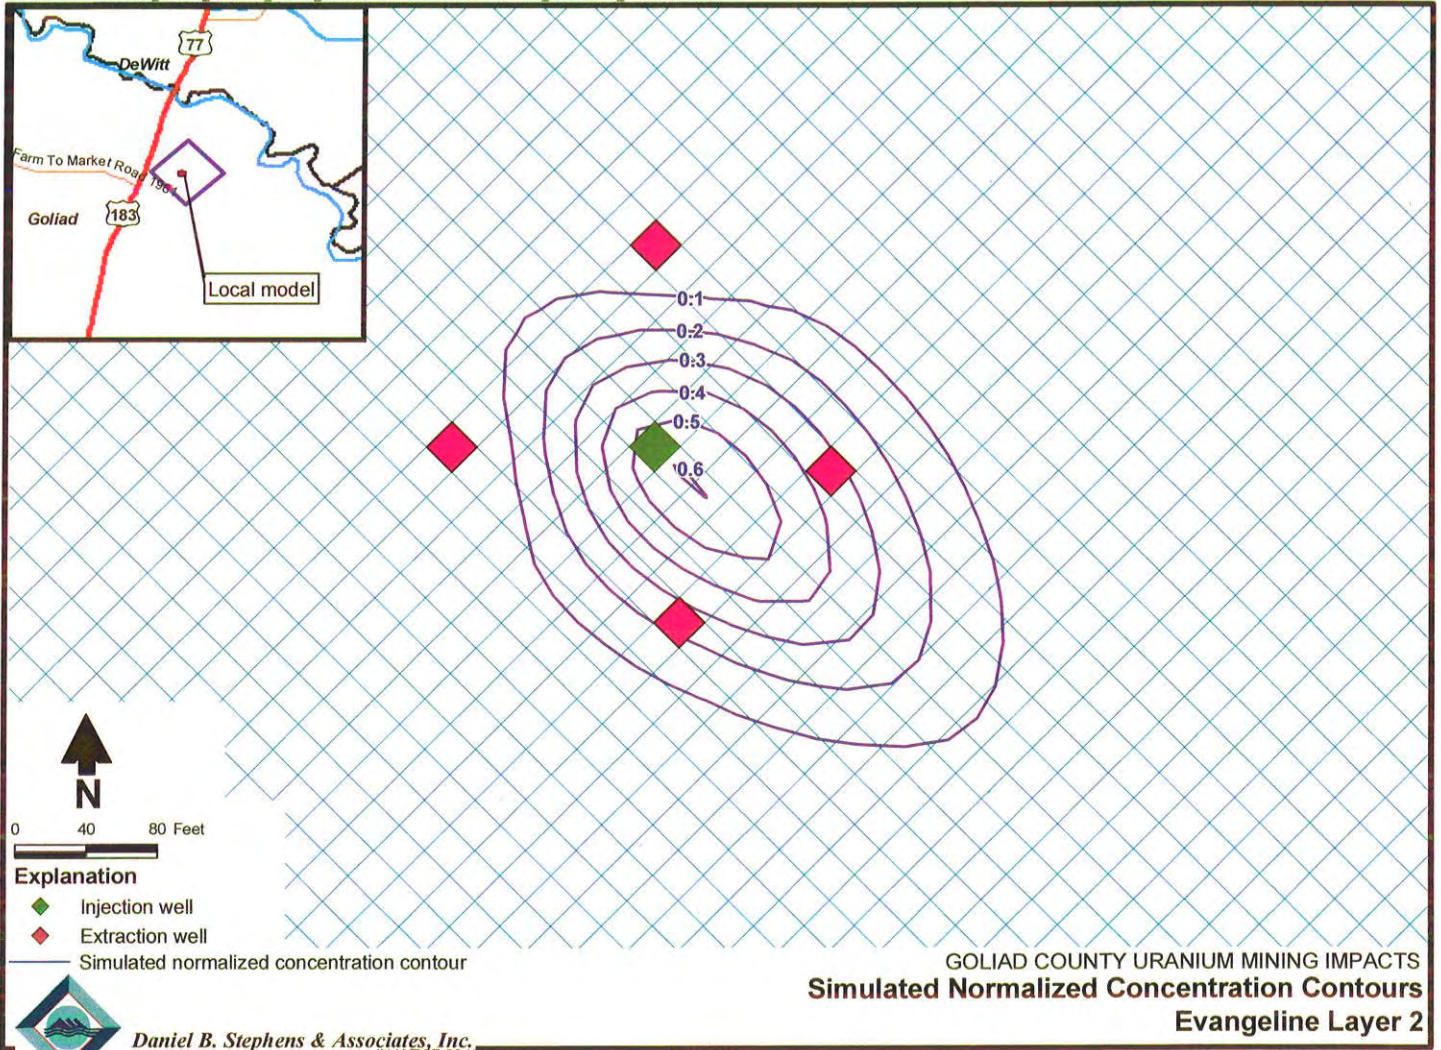 77
DeWitt
Farm To Market Road 1961
Goliad
183
Local model
0.1
0.2
0.3
0.4
0.5
0.6
N
0 40 80 Feet
Explanation
Injection well
Extraction well
Simulated normalized concentration contour
GOLIAD COUNTY URANIUM MINING IMPACTS
Simulated Normalized Concentration Contours
Evangeline Layer 2
Daniel B. Stephens & Associates, Inc.